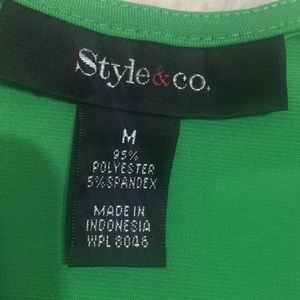 Style&co.
M
95%
POLYESTER
5%SPANDEX
MADE IN
INDONESIA
WPL 8046